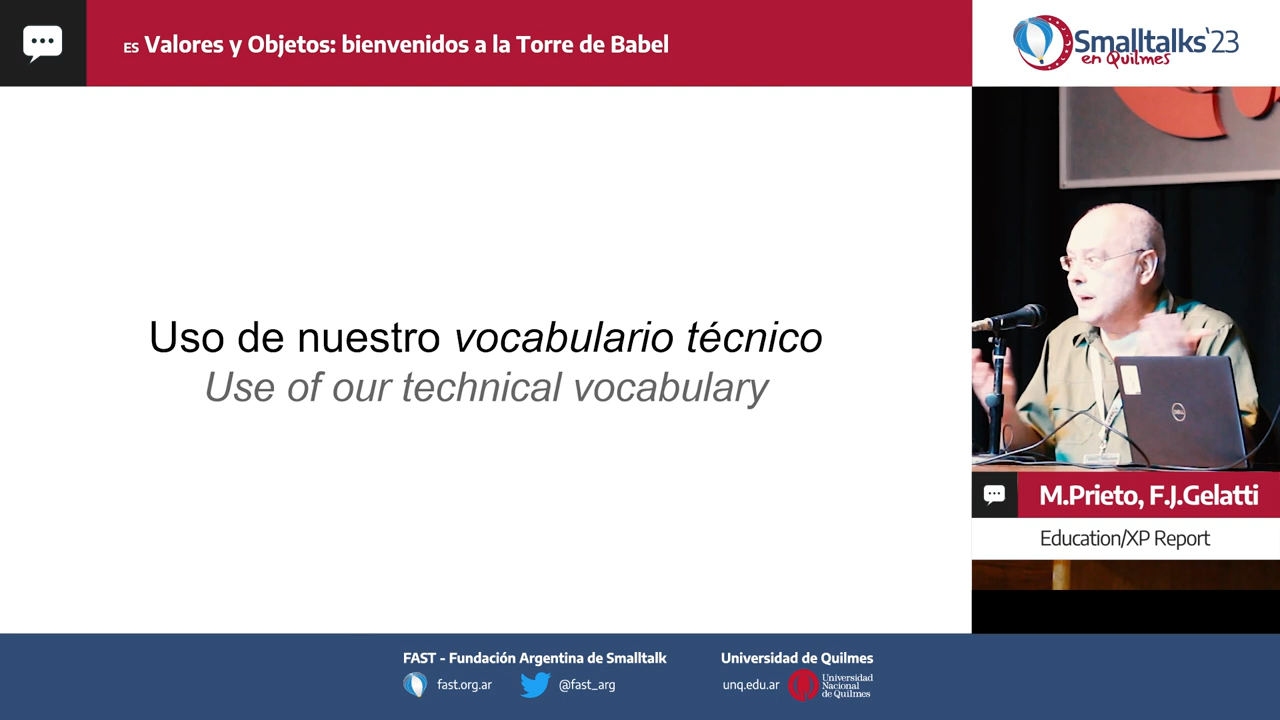 ES Valores y Objetos: bienvenidos a la Torre de Babel
Smalltalks'23
en Quilmes
Uso de nuestro vocabulario técnico
Use of our technical vocabulary
DELL
M.Prieto, F.J.Gelatti
Education/XP Report
FAST - Fundación Argentina de Smalltalk
fast.org.ar
@fast_arg
Universidad de Quilmes
unq.edu.ar
Universidad
Nacional
de Quilmes